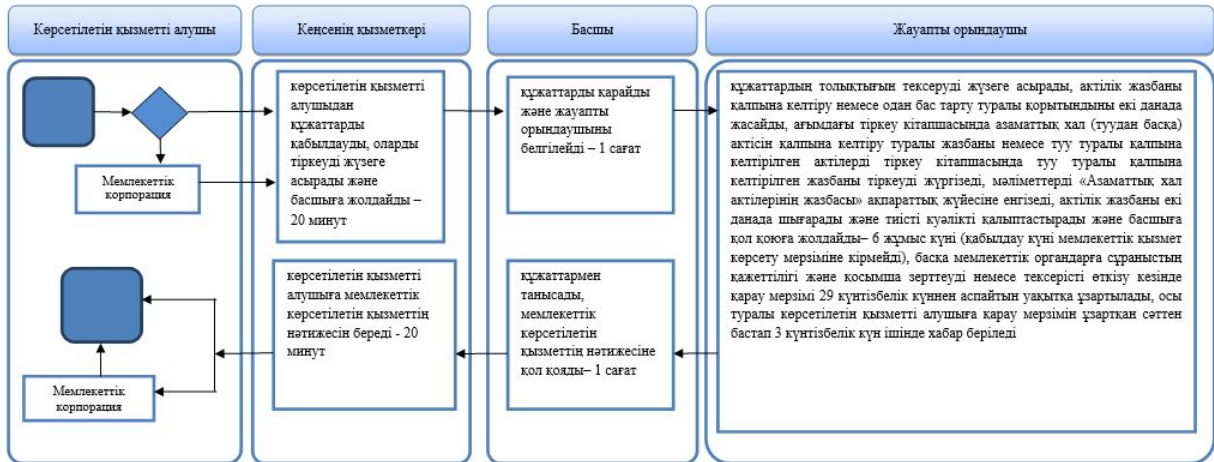 Көрсетілетін қызметті алушы
Кеңсенің қызметкері
Басшы
Жауапты орындаушы
Мемлекеттік
корпорация
көрсетілетін қызметті
алушыдан
құжаттарды
қабылдауды, оларды
тіркеуді жүзеге
асырады және
басшыға жолдайды –
20 минут
құжаттарды қарайды
және жауапты
орындаушыны
белгілейді – 1 сағат
құжаттардың толықтығын тексеруді жүзеге асырады, актілік жазбаны
қалпына келтіру немесе одан бас тарту туралы қорытындыны екі данада
жасайды, ағымдағы тіркеу кітапшасында азаматтық хал (туудан басқа)
актісін қалпына келтіру туралы жазбаны немесе туу туралы қалпына
келтірілген актілерді тіркеу кітапшасында туу туралы қалпына
келтірілген жазбаны тіркеуді жүргізеді, мәліметтерді «Азаматтық хал
актілерінің жазбасы» ақпараттық жүйесіне енгізеді, актілік жазбаны екі
данада шығарады және тиісті куәлікті қалыптастырады және басшыға
қол қоюға жолдайды– 6 жұмыс күні (қабылдау күні мемлекеттік қызмет
көрсету мерзіміне кірмейді), басқа мемлекеттік органдарға сұраныстың
қажеттілігі және қосымша зерттеуді немесе тексерісті өткізу кезінде
қарау мерзімі 29 күнтізбелік күннен аспайтын уақытқа ұзартылады, осы
туралы көрсетілетін қызметті алушыға қарау мерзімін ұзартқан сәттен
бастап 3 күнтізбелік күн ішінде хабар беріледі
Мемлекеттік
корпорация
көрсетілетін қызметті
алушыға мемлекеттік
көрсетілетін қызметтің
нәтижесін береді - 20
минут
құжаттармен
танысады,
мемлекеттік
көрсетілетін
қызметтің нәтижесіне
қол қояды– 1 сағат